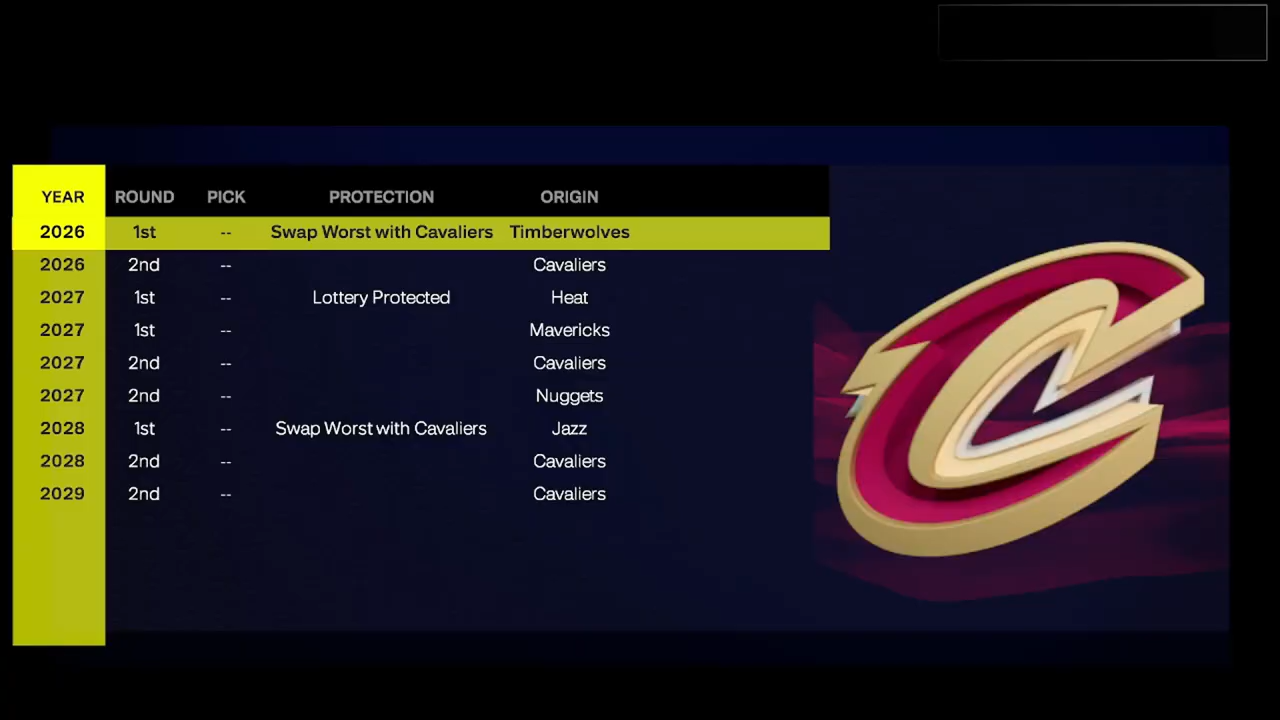 YEAR ROUND PICK PROTECTION ORIGIN
2026 1st -- Swap Worst with Cavaliers Timberwolves
2026 2nd -- Cavaliers
2027 1st -- Lottery Protected Heat
2027 1st -- Mavericks
2027 2nd -- Cavaliers
2027 2nd -- Nuggets
2028 1st -- Swap Worst with Cavaliers Jazz
2028 2nd -- Cavaliers
2029 2nd -- Cavaliers